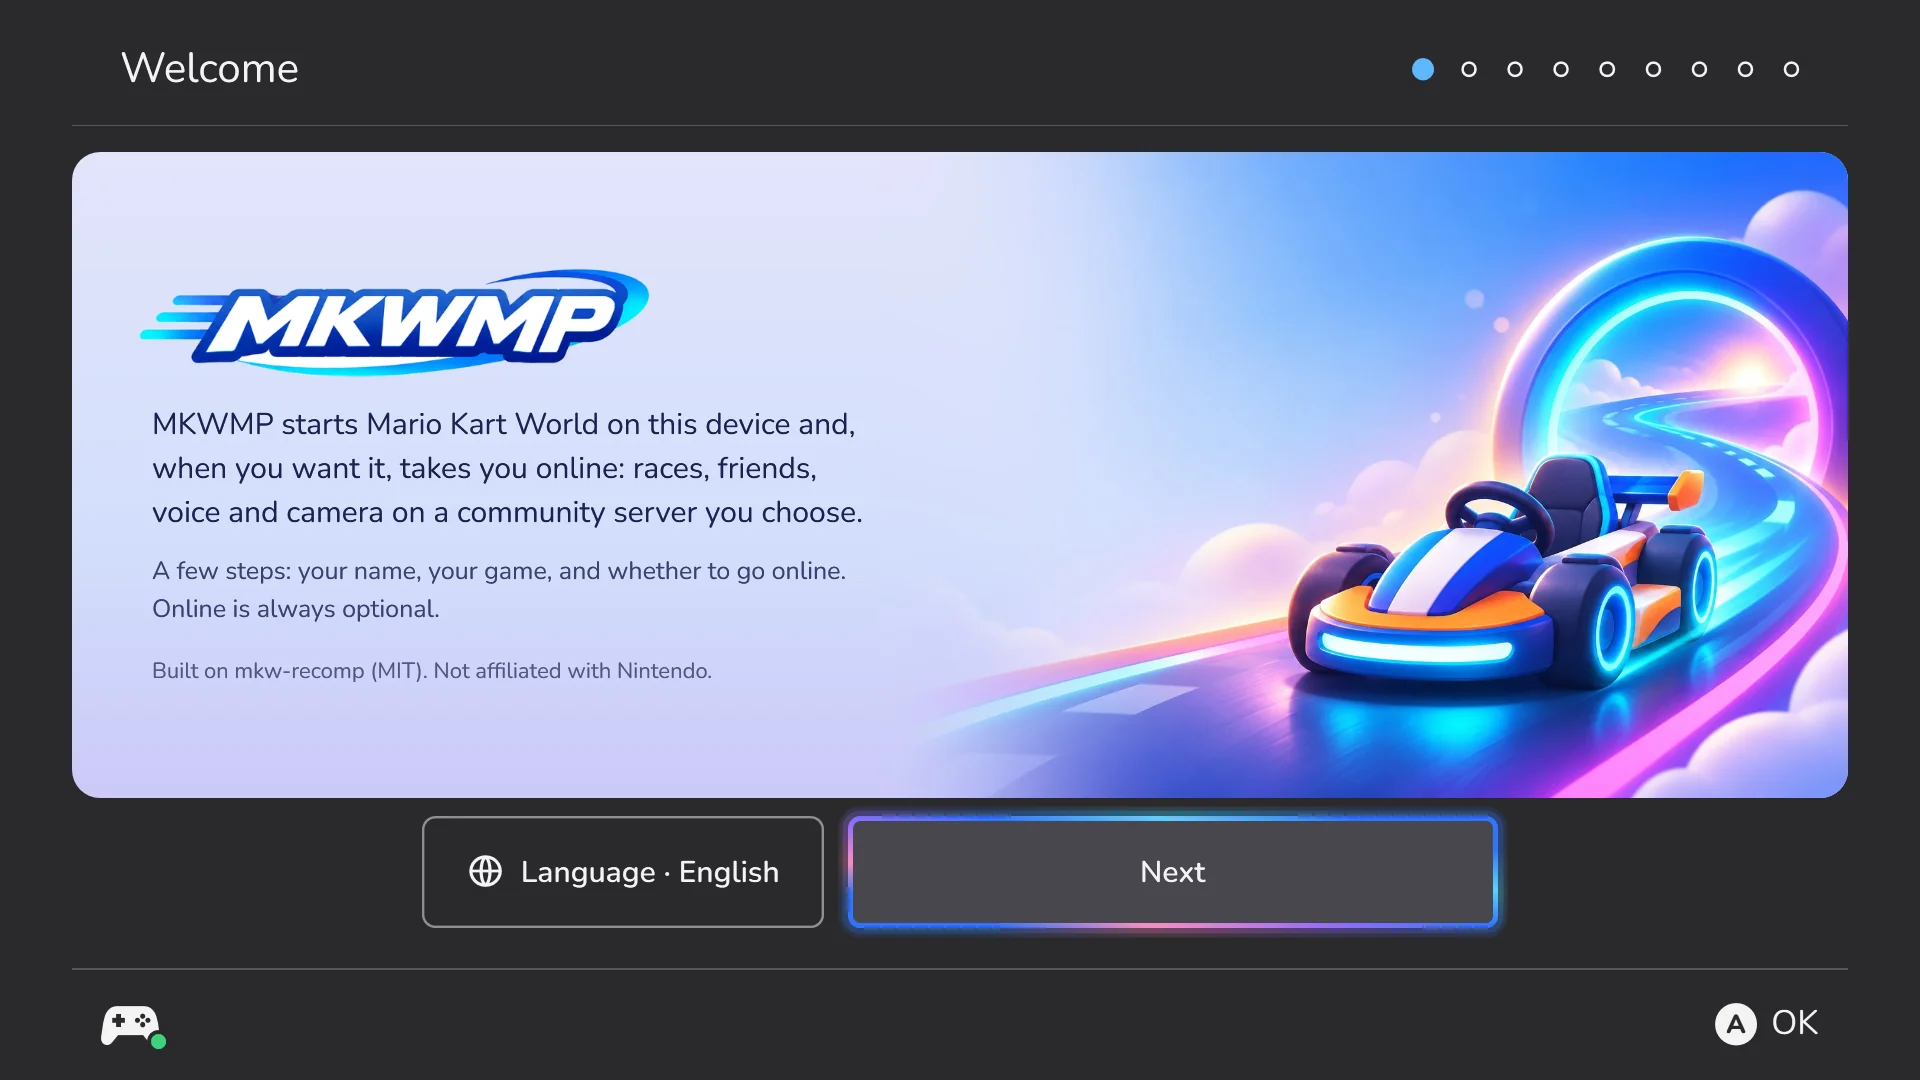 Welcome
MKWMP
MKWMP starts Mario Kart World on this device and,
when you want it, takes you online: races, friends,
voice and camera on a community server you choose.
A few steps: your name, your game, and whether to go online.
Online is always optional.
Built on mkw-recomp (MIT). Not affiliated with Nintendo.
Language · English
Next
A OK